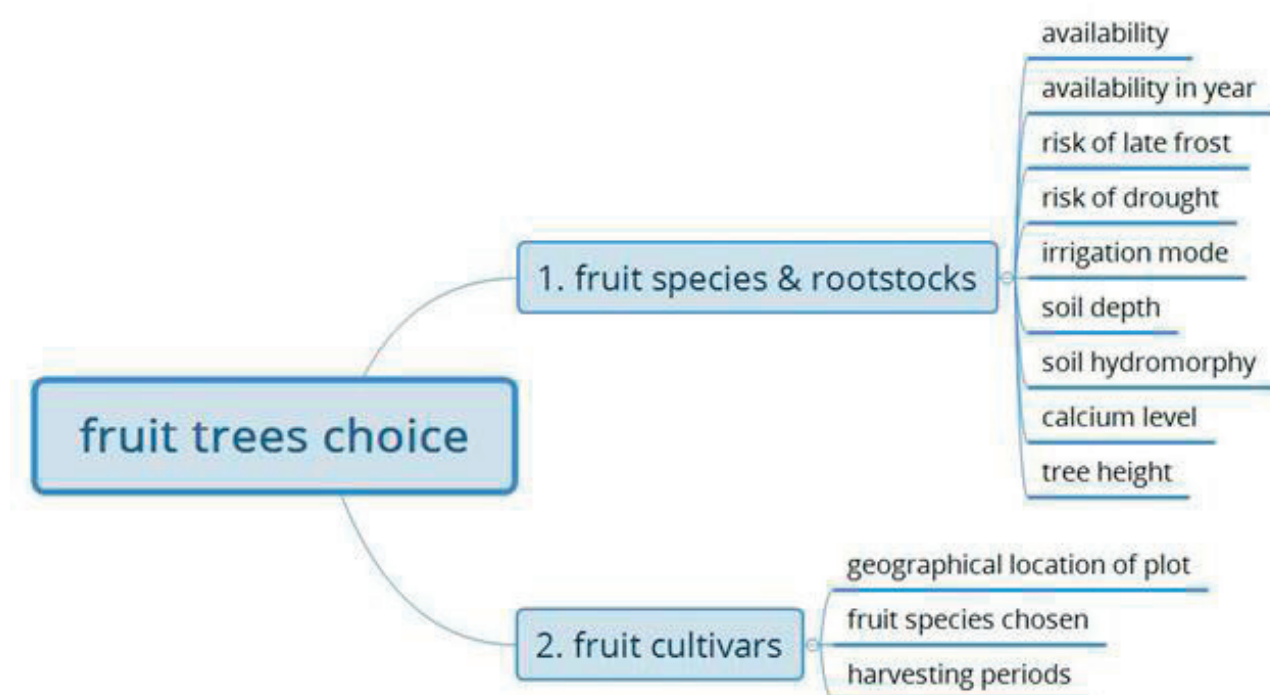 fruit trees choice
1. fruit species & rootstocks
availability
availability in year
risk of late frost
risk of drought
irrigation mode
soil depth
soil hydromorphy
calcium level
tree height
2. fruit cultivars
geographical location of plot
fruit species chosen
harvesting periods